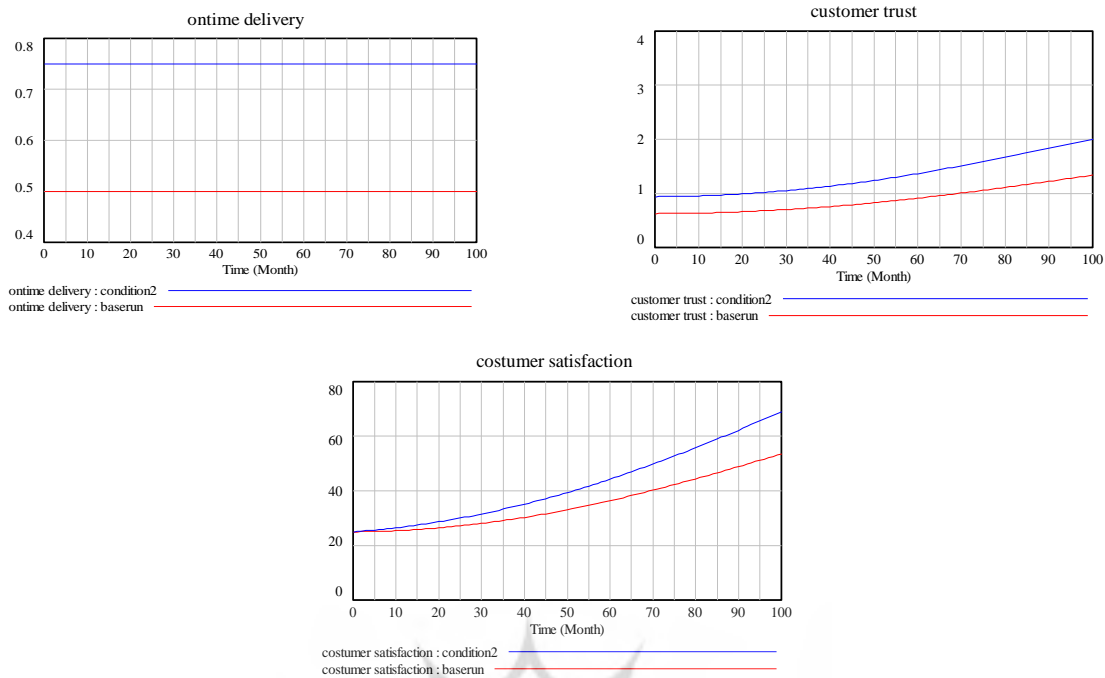 ontime delivery
0.8
0.7
0.6
0.5
0.4
0 10 20 30 40 50 60 70 80 90 100
Time (Month)
ontime delivery : condition2
ontime delivery : baserun
customer trust
4
3
2
1
0
0 10 20 30 40 50 60 70 80 90 100
Time (Month)
customer trust : condition2
customer trust : baserun
costumer satisfaction
80
60
40
20
0
0 10 20 30 40 50 60 70 80 90 100
Time (Month)
costumer satisfaction : condition2
costumer satisfaction : baserun